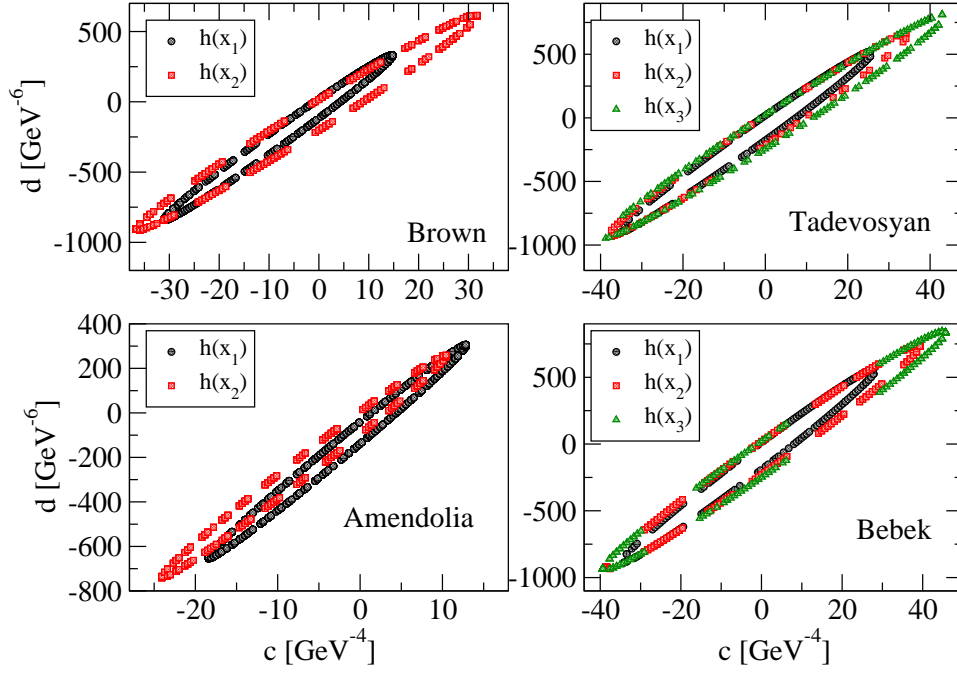 500
0
-500
-1000
d [GeV⁻⁶]
h(x₁)
h(x₂)
Brown
-30 -20 -10 0 10 20 30
500
0
-500
-1000
h(x₁)
h(x₂)
h(x₃)
Tadevosyan
-40 -20 0 20 40
400
200
0
-200
-400
-600
-800
d [GeV⁻⁶]
h(x₁)
h(x₂)
Amendolia
-20 -10 0 10
c [GeV⁻⁴]
500
0
-500
-1000
h(x₁)
h(x₂)
h(x₃)
Bebek
-40 -20 0 20 40
c [GeV⁻⁴]